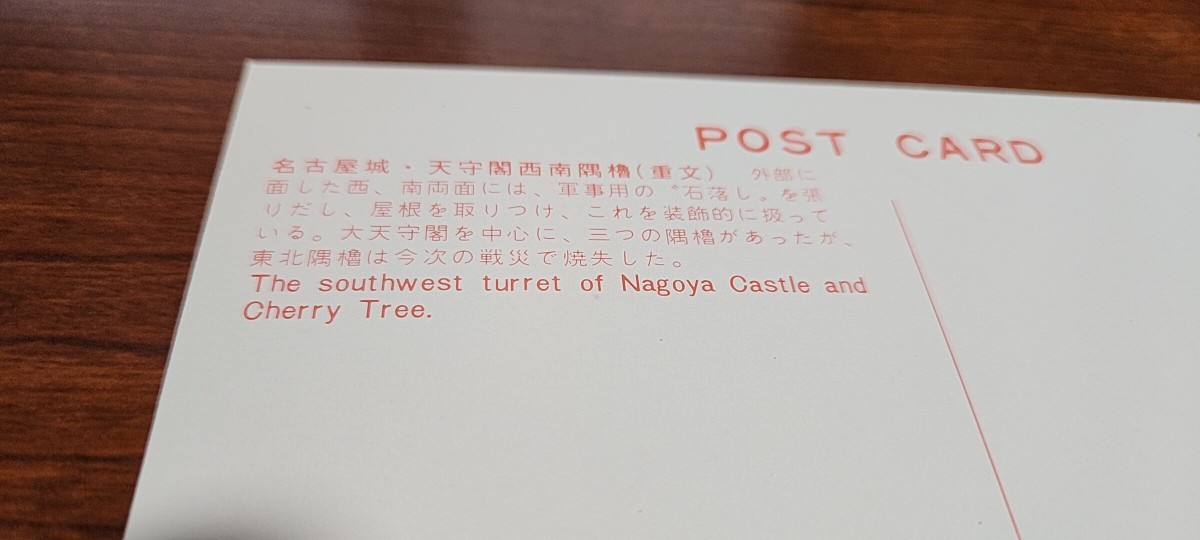 POST CARD
名古屋城・天守閣西南隅櫓(重文) 外部に
面した西、南両面には、軍事用の〝石落し〟を張
りだし、屋根を取りつけ、これを装飾的に扱って
いる。大天守閣を中心に、三つの隅櫓があったが、
東北隅櫓は今次の戦災で焼失した。
The southwest turret of Nagoya Castle and
Cherry Tree.